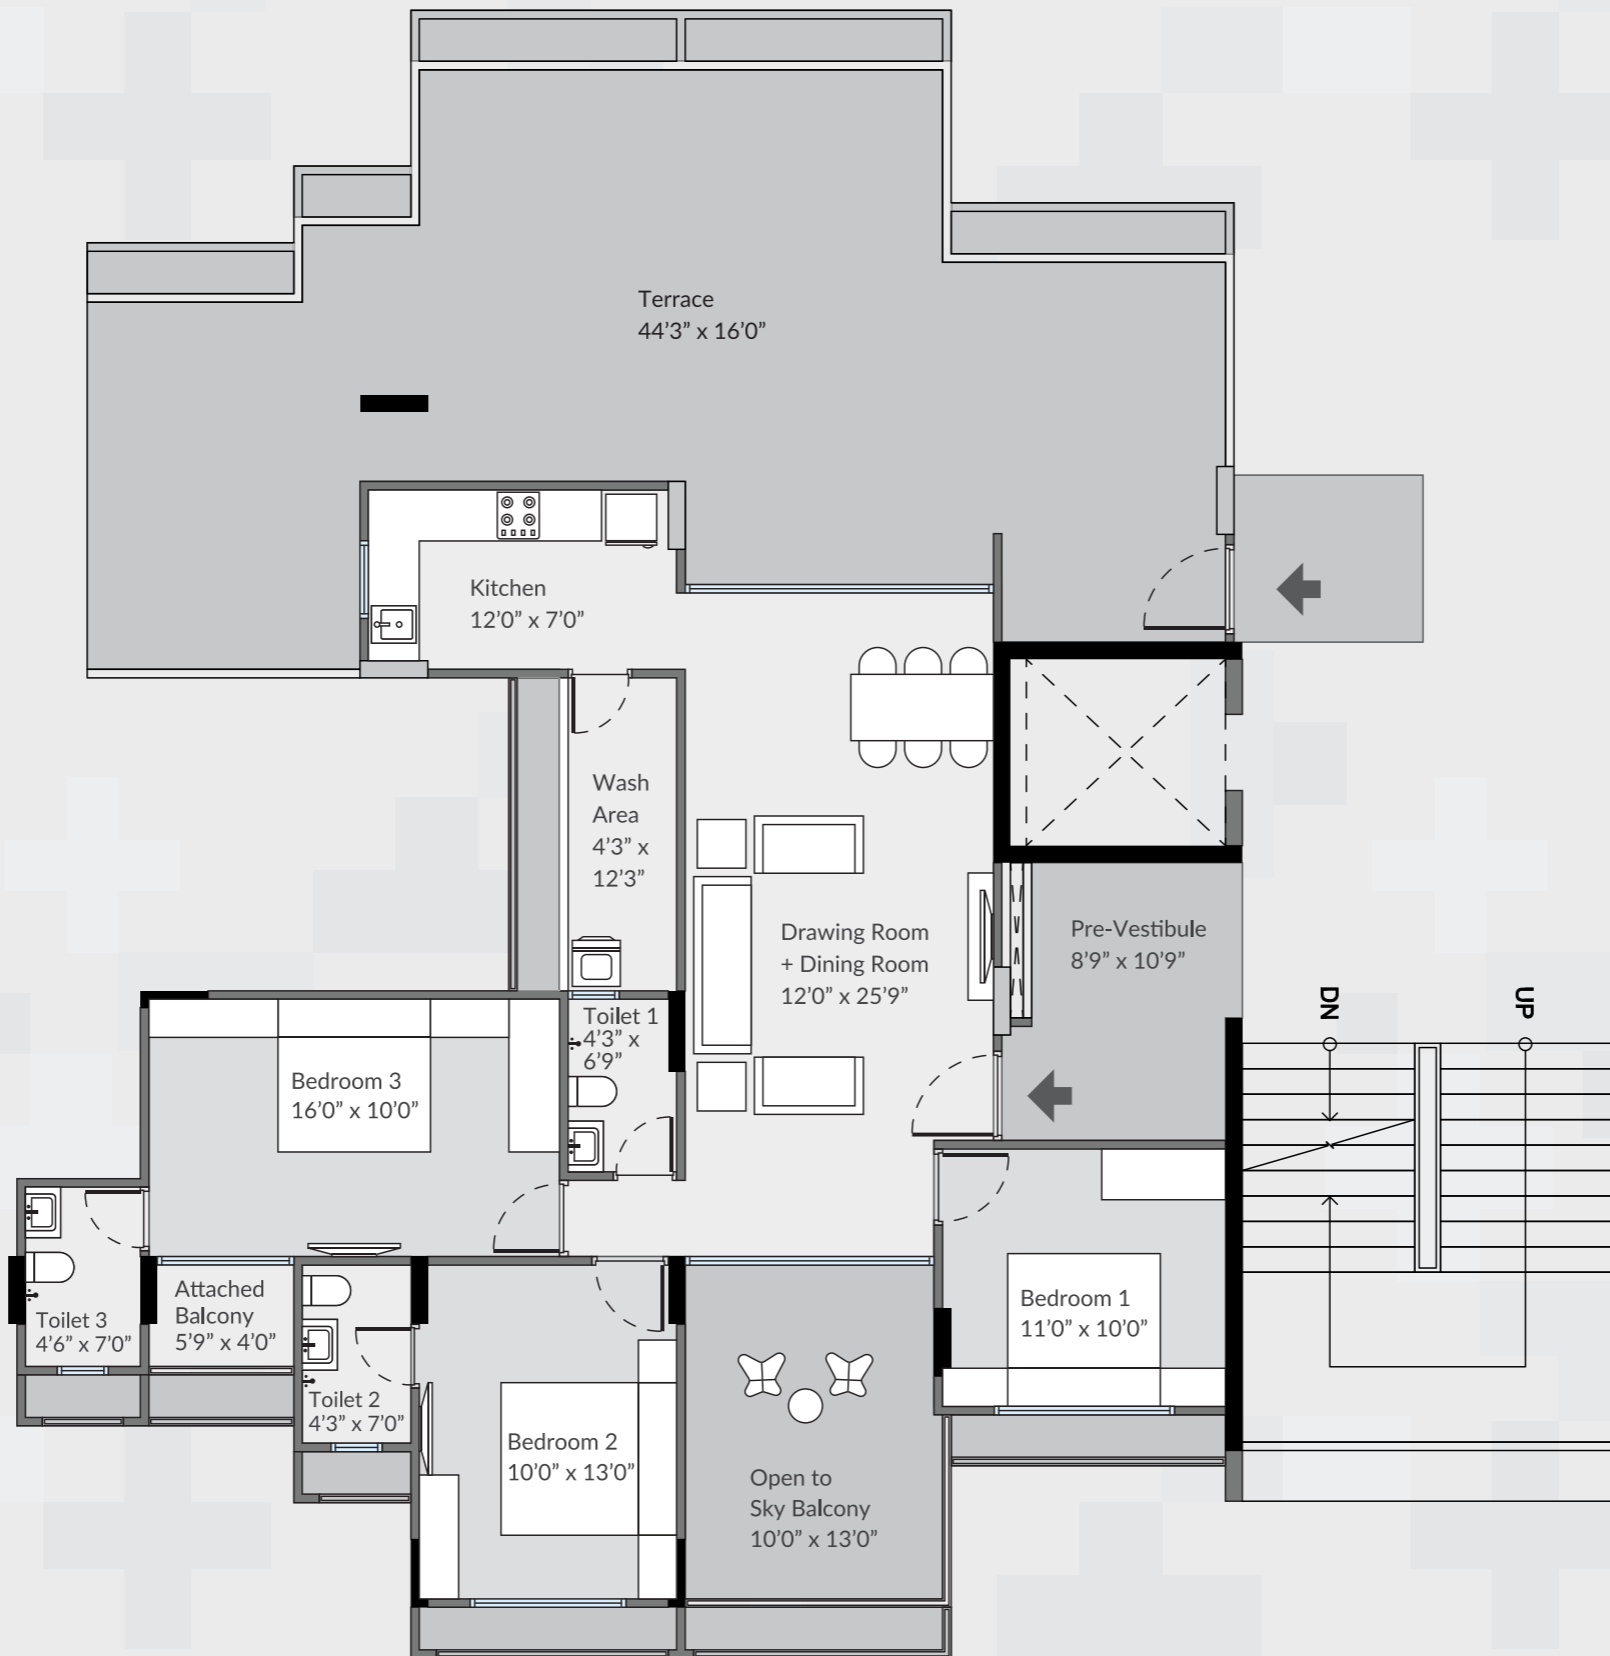 Terrace
44’3” x 16’0”
Kitchen
12’0” x 7’0”
Wash
Area
4’3” x
12’3”
Drawing Room
+ Dining Room
12’0” x 25’9”
Pre-Vestibule
8’9” x 10’9”
DN
UP
Toilet 1
4’3” x
6’9”
Bedroom 3
16’0” x 10’0”
Attached
Balcony
5’9” x 4’0”
Toilet 3
4’6” x 7’0”
Toilet 2
4’3” x 7’0”
Bedroom 2
10’0” x 13’0”
Open to
Sky Balcony
10’0” x 13’0”
Bedroom 1
11’0” x 10’0”